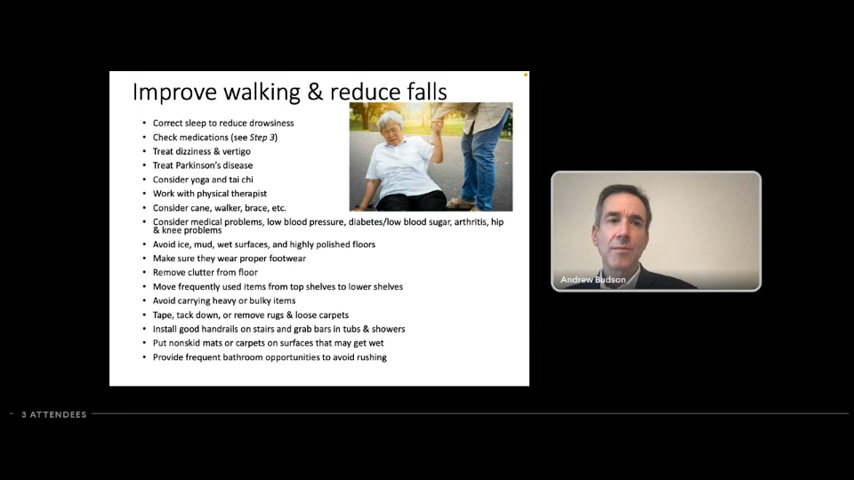 Improve walking & reduce falls
• Correct sleep to reduce drowsiness
• Check medications (see Step 3)
• Treat dizziness & vertigo
• Treat Parkinson's disease
• Consider yoga and tai chi
• Work with physical therapist
• Consider cane, walker, brace, etc.
• Consider medical problems, low blood pressure, diabetes/low blood sugar, arthritis, hip
& knee problems
• Avoid ice, mud, wet surfaces, and highly polished floors
• Make sure they wear proper footwear
• Remove clutter from floor
• Move frequently used items from top shelves to lower shelves
• Avoid carrying heavy or bulky items
• Tape, tack down, or remove rugs & loose carpets
• Install good handrails on stairs and grab bars in tubs & showers
• Put nonskid mats or carpets on surfaces that may get wet
• Provide frequent bathroom opportunities to avoid rushing
Andrew Budson
3 ATTENDEES